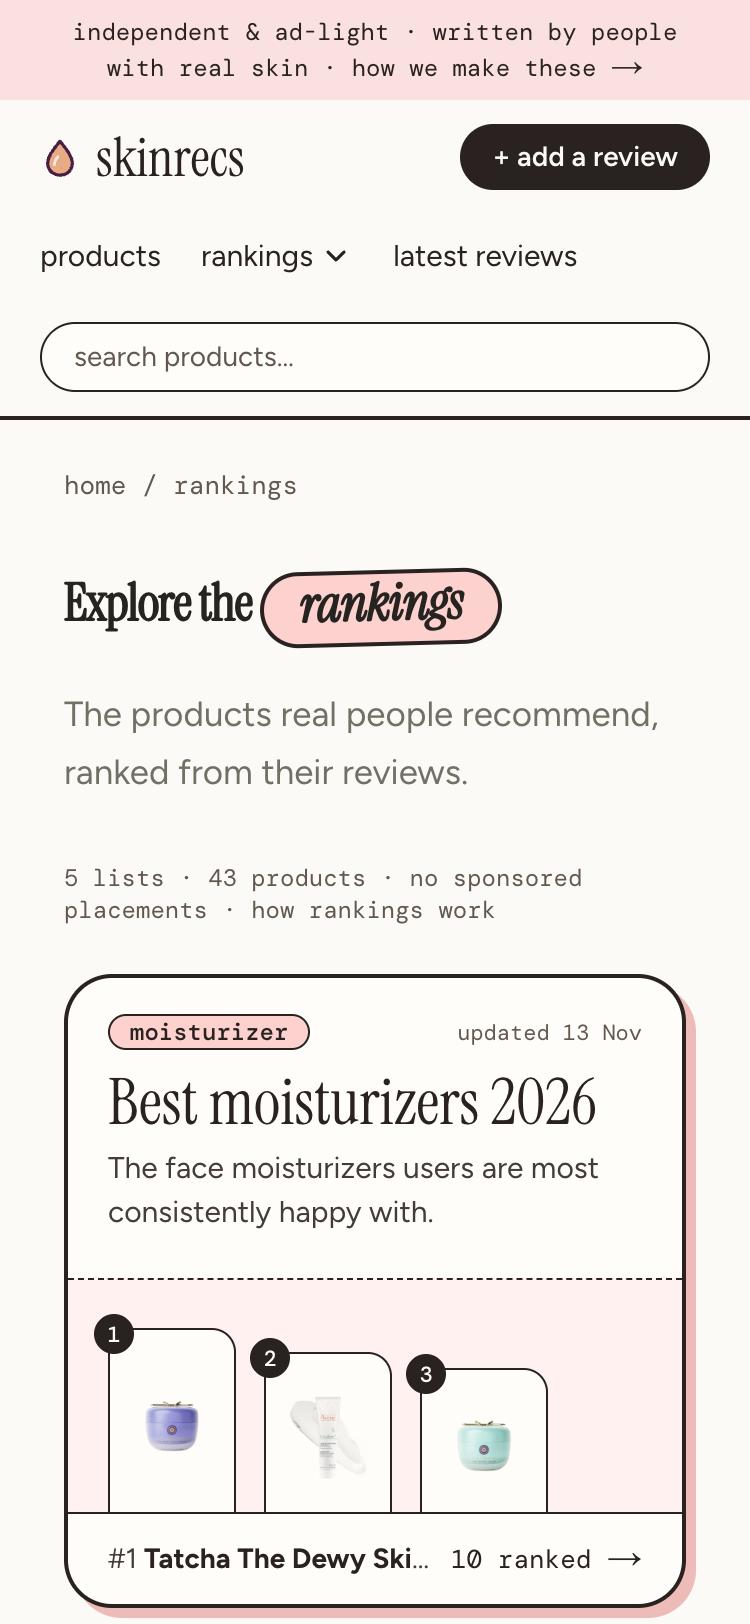 independent & ad-light · written by people
with real skin · how we make these →
skinrecs
+ add a review
products rankings latest reviews
search products...
home / rankings
Explore the rankings
The products real people recommend,
ranked from their reviews.
5 lists · 43 products · no sponsored
placements · how rankings work
moisturizer updated 13 Nov
Best moisturizers 2026
The face moisturizers users are most
consistently happy with.
1
2
3
#1 Tatcha The Dewy Ski... 10 ranked →